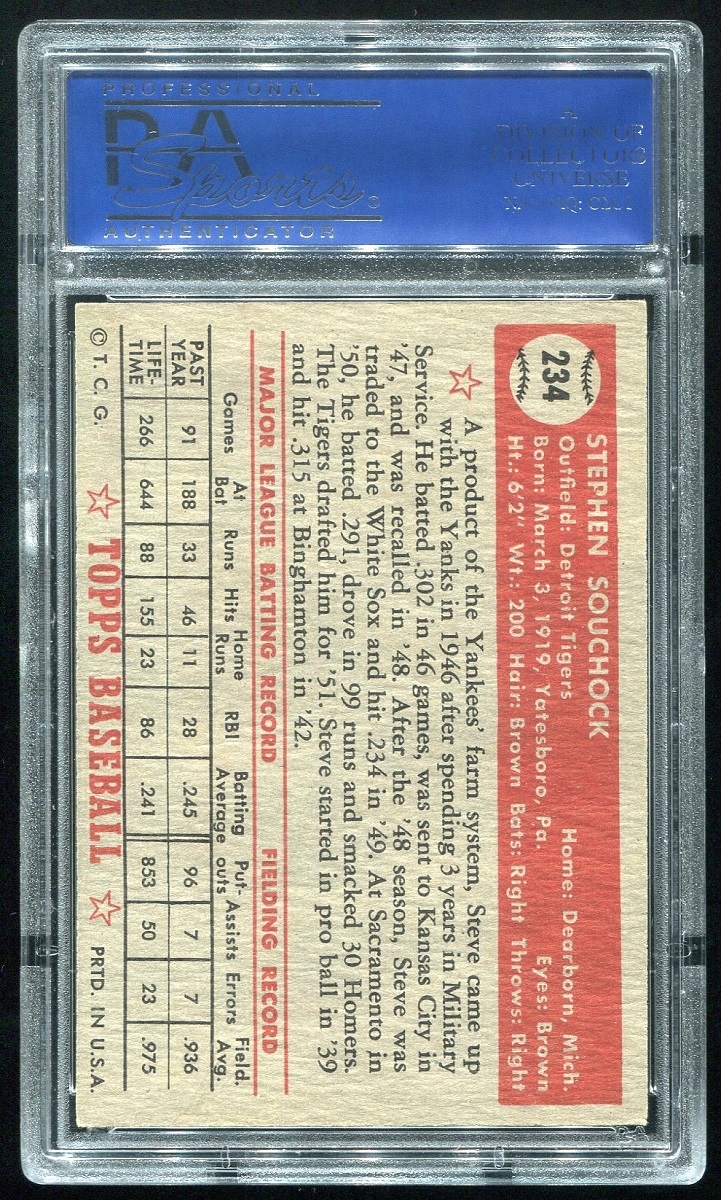 PROFESSIONAL
PSA
Sports®
AUTHENTICATOR
A
DIVISION OF
COLLECTORS
UNIVERSE
234
STEPHEN SOUCHOCK
Outfield: Detroit Tigers Home: Dearborn, Mich.
Born: March 3, 1919, Yatesboro, Pa. Eyes: Brown
Ht.: 6'2" Wt.: 200 Hair: Brown Bats: Right Throws: Right
A product of the Yankees' farm system, Steve came up
with the Yanks in 1946 after spending 3 years in Military
Service. He batted .302 in 46 games, was sent to Kansas City in
'47, and was recalled in '48. After the '48 season, Steve was
traded to the White Sox and hit .234 in '49. At Sacramento in
'50, he batted .291, drove in 99 runs and smacked 30 Homers.
The Tigers drafted him for '51. Steve started in pro ball in '39
and hit .315 at Binghamton in '42.
MAJOR LEAGUE BATTING RECORD FIELDING RECORD
Games At Bat Runs Hits Home Runs RBI Batting Average Put-outs Assists Errors Field. Avg.
PAST YEAR 91 188 33 46 11 28 .245 96 7 7 .936
LIFE-TIME 266 644 88 155 23 86 .241 853 50 23 .975
© T. C. G. TOPPS BASEBALL PRTD. IN U.S.A.